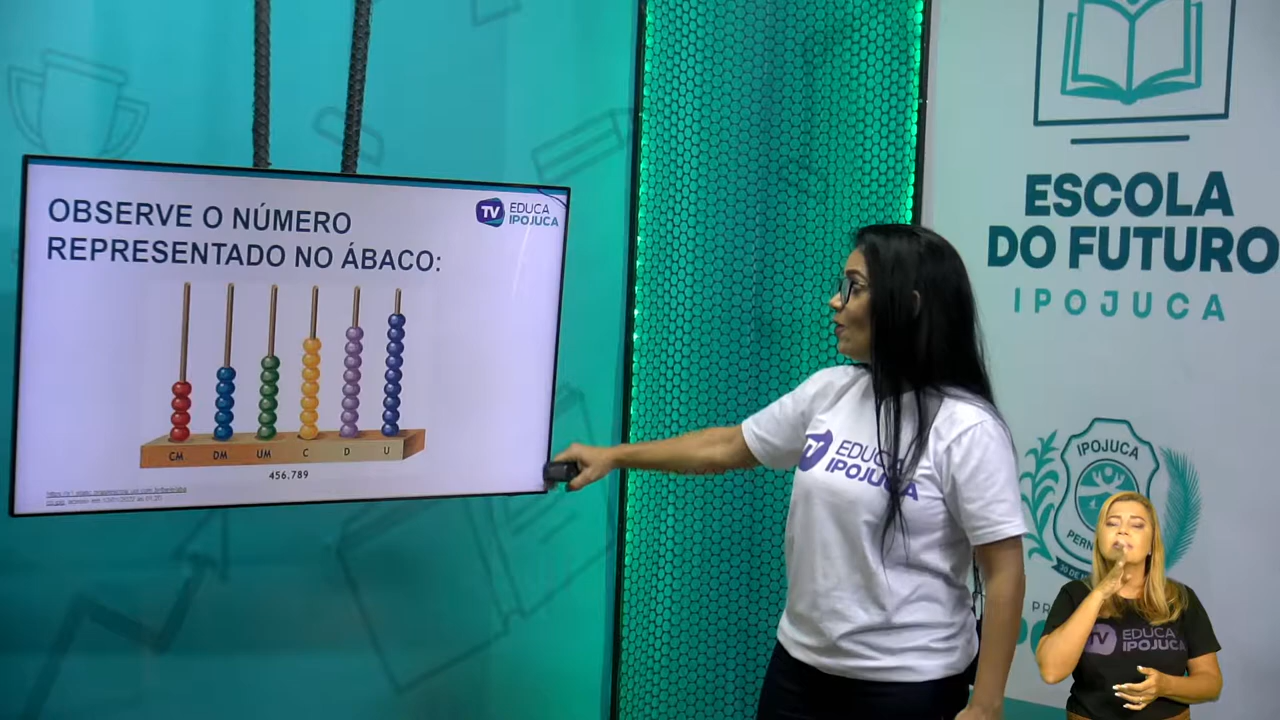 OBSERVE O NÚMERO
REPRESENTADO NO ÁBACO:
TV EDUCA
IPOJUCA
CM DM UM C D U
456.789
ESCOLA
DO FUTURO
IPOJUCA
TV EDUCA
IPOJUCA
IPOJUCA
TV EDUCA
IPOJUCA